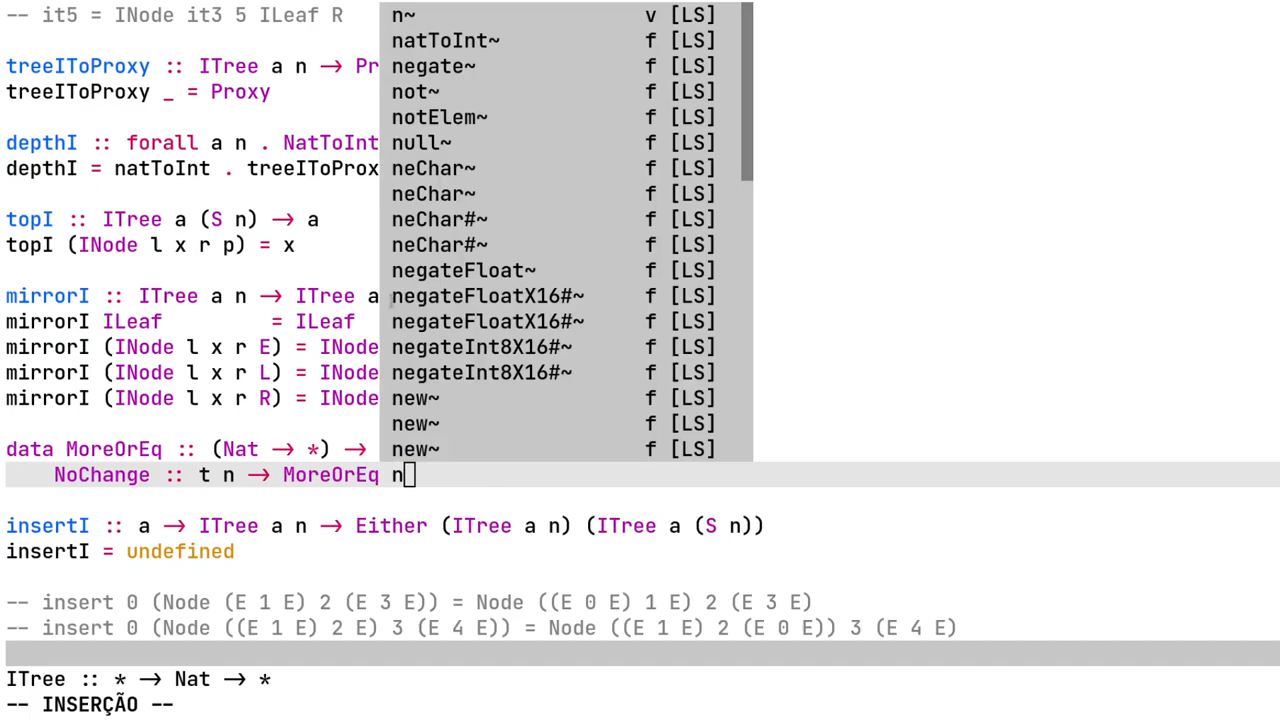 -- it5 = INode it3 5 ILeaf R
n~ v [LS]
natToInt~ f [LS]
treeIToProxy :: ITree a n → Pr
negate~ f [LS]
treeIToProxy _ = Proxy
not~ f [LS]
notElem~ f [LS]
depthI :: forall a n . NatToInt
null~ f [LS]
depthI = natToInt . treeIToProx
neChar~ f [LS]
neChar~ f [LS]
topI :: ITree a (S n) → a
neChar#~ f [LS]
topI (INode l x r p) = x
neChar#~ f [LS]
negateFloat~ f [LS]
mirrorI :: ITree a n → ITree a
negateFloatX16#~ f [LS]
mirrorI ILeaf = ILeaf
negateFloatX16#~ f [LS]
mirrorI (INode l x r E) = INode
negateInt8X16#~ f [LS]
mirrorI (INode l x r L) = INode
negateInt8X16#~ f [LS]
mirrorI (INode l x r R) = INode
new~ f [LS]
new~ f [LS]
data MoreOrEq :: (Nat → *) →
new~ f [LS]
NoChange :: t n → MoreOrEq n
insertI :: a → ITree a n → Either (ITree a n) (ITree a (S n))
insertI = undefined
-- insert 0 (Node (E 1 E) 2 (E 3 E)) = Node ((E 0 E) 1 E) 2 (E 3 E)
-- insert 0 (Node ((E 1 E) 2 E) 3 (E 4 E)) = Node ((E 1 E) 2 (E 0 E)) 3 (E 4 E)
ITree :: * → Nat → *
-- INSERÇÃO --